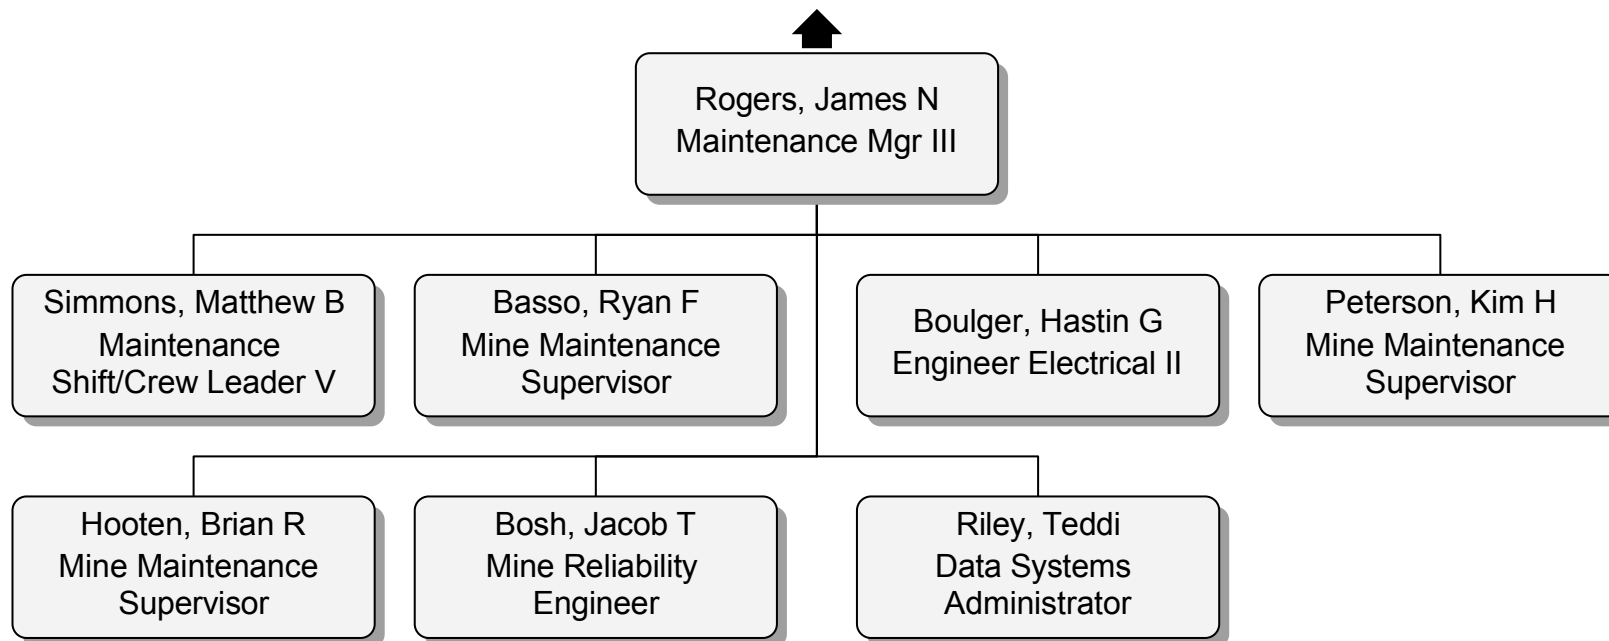 Rogers, James N
Maintenance Mgr III
Simmons, Matthew B
Maintenance
Shift/Crew Leader V
Basso, Ryan F
Mine Maintenance
Supervisor
Boulger, Hastin G
Engineer Electrical II
Peterson, Kim H
Mine Maintenance
Supervisor
Hooten, Brian R
Mine Maintenance
Supervisor
Bosh, Jacob T
Mine Reliability
Engineer
Riley, Teddi
Data Systems
Administrator